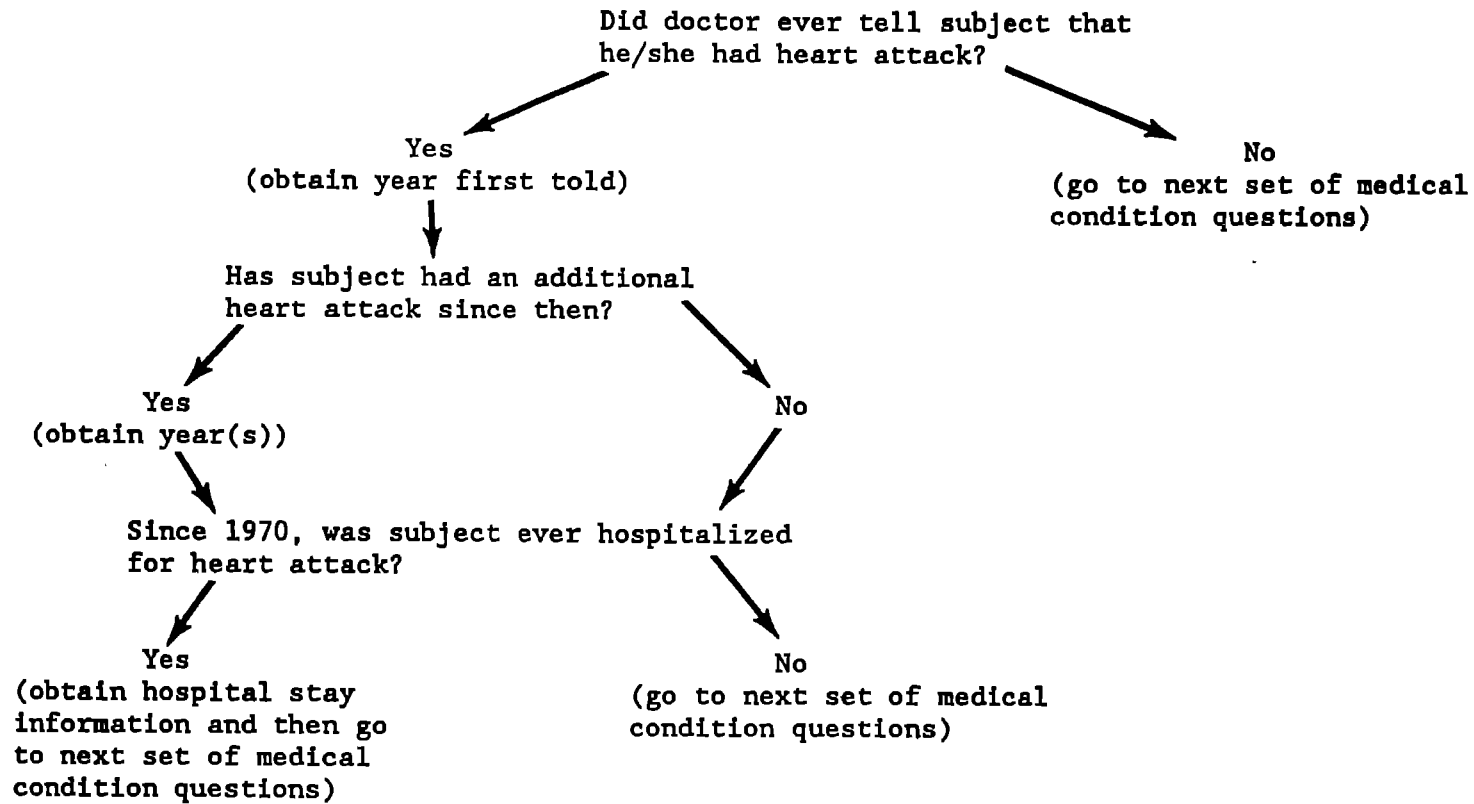 Did doctor ever tell subject that
he/she had heart attack?
Yes
(obtain year first told)
No
(go to next set of medical
condition questions)
Has subject had an additional
heart attack since then?
Yes
(obtain year(s))
No
Since 1970, was subject ever hospitalized
for heart attack?
Yes
(obtain hospital stay
information and then go
to next set of medical
condition questions)
No
(go to next set of medical
condition questions)